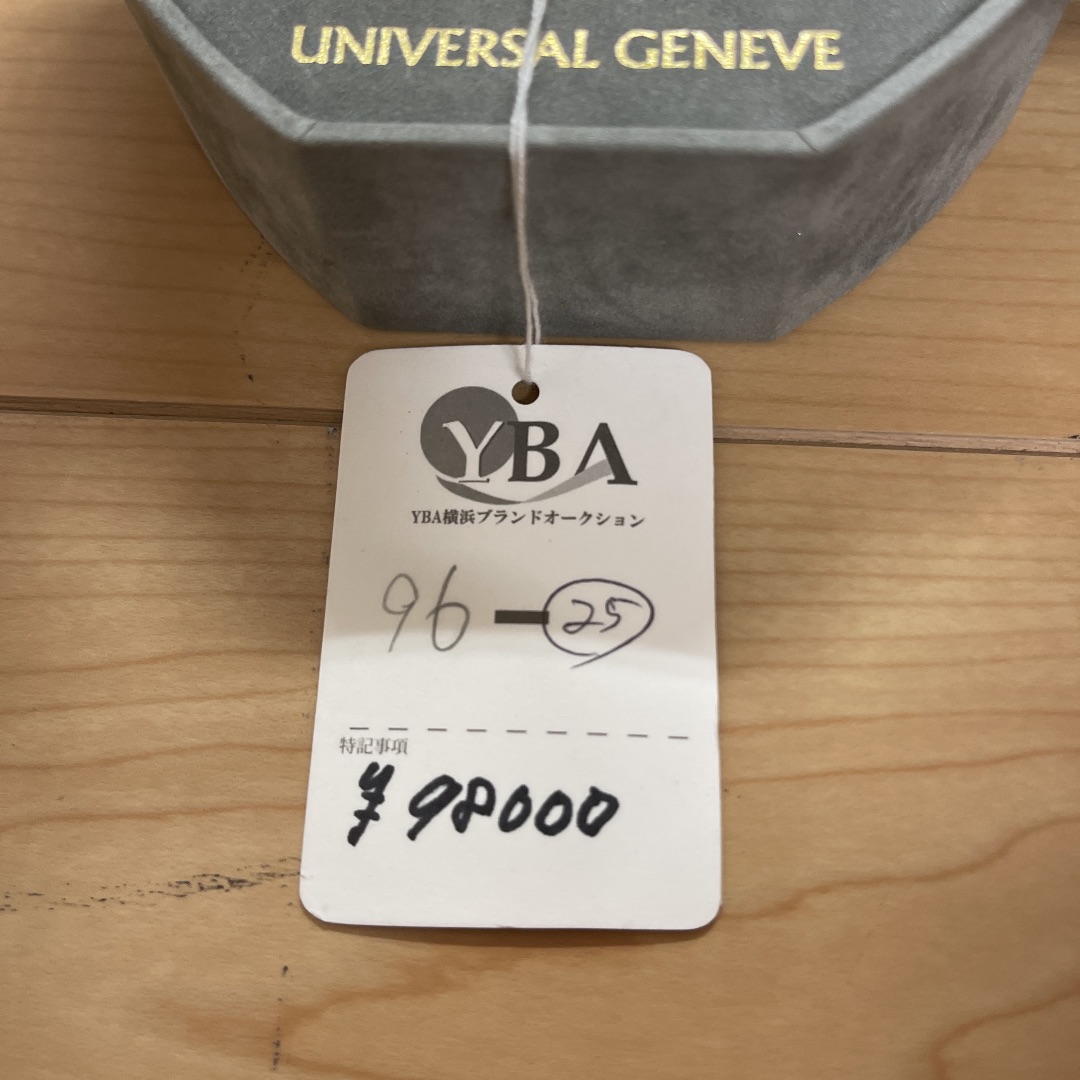 UNIVERSAL GENEVE
YBA
YBA横浜ブランドオークション
96 - 25
特記事項
¥98000